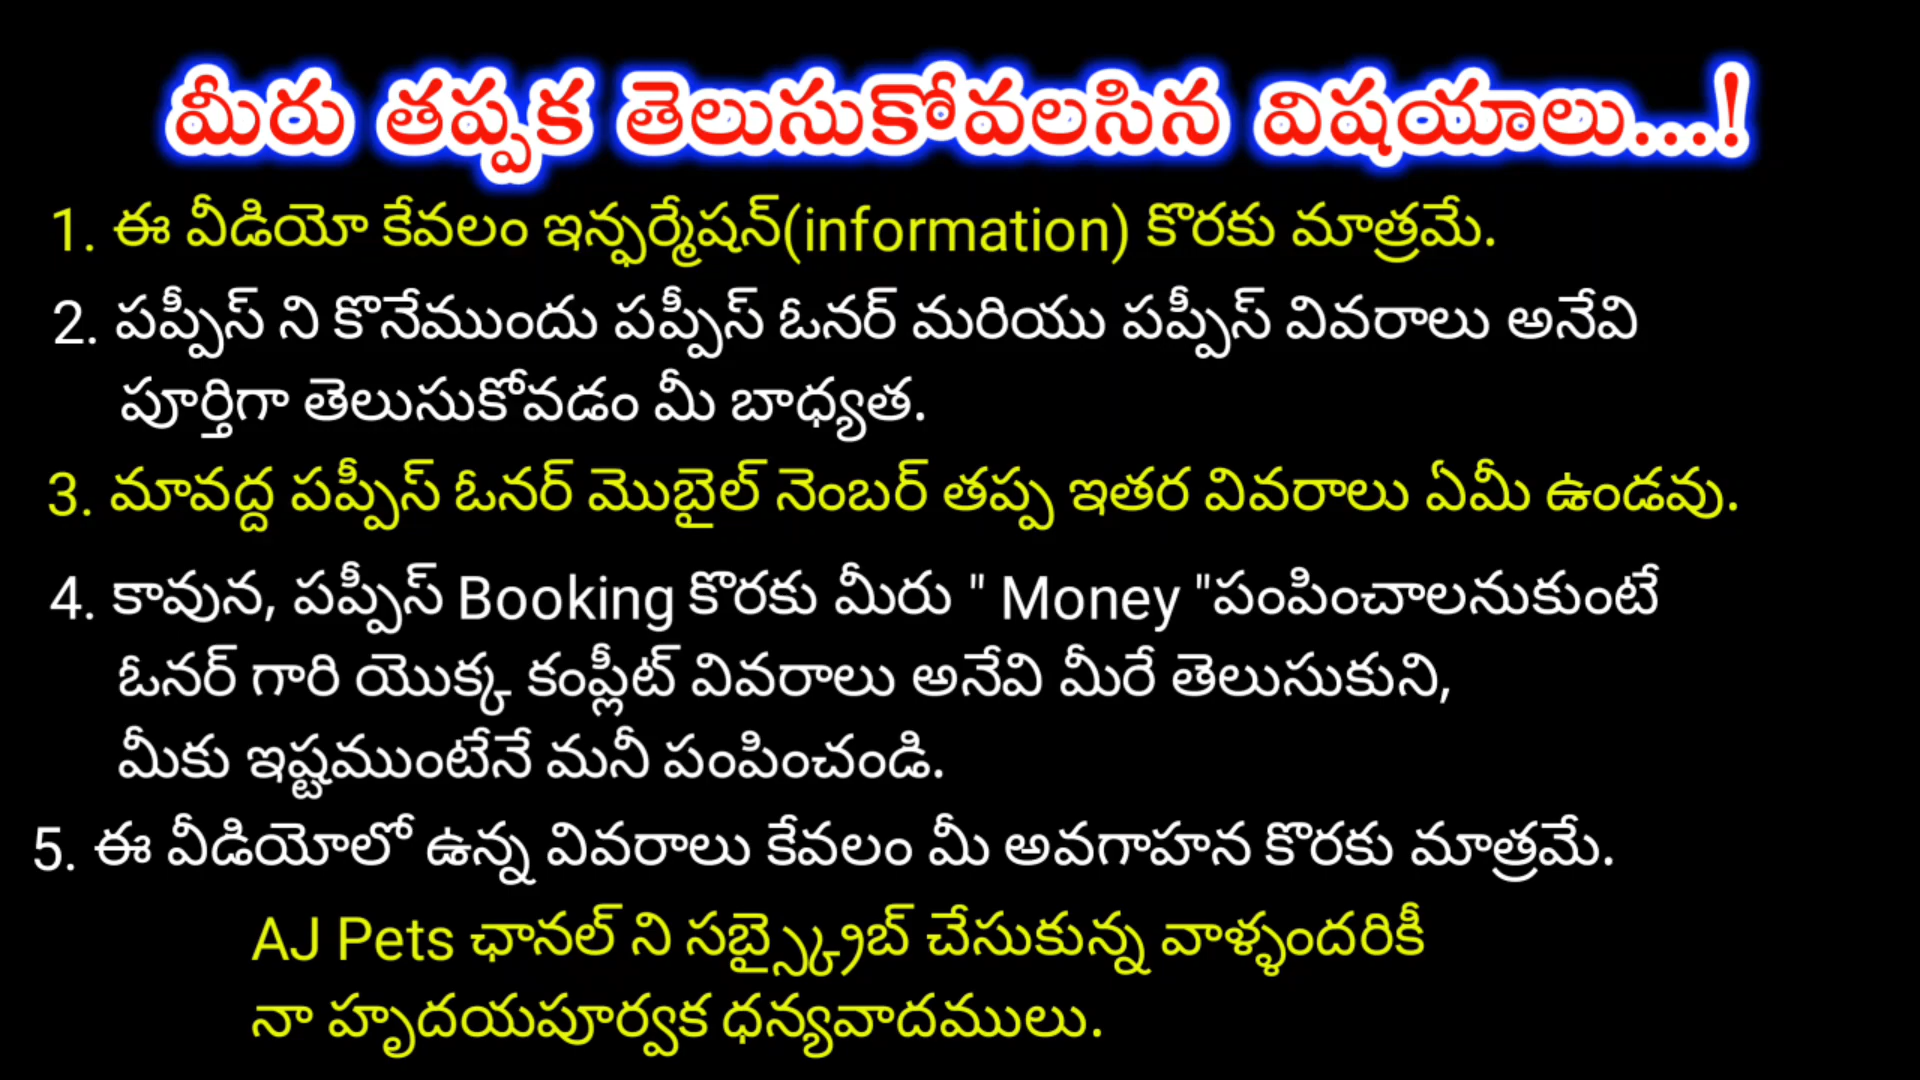 మీరు తప్పక తెలుసుకోవలసిన విషయాలు...!
1. ఈ వీడియో కేవలం ఇన్ఫర్మేషన్(information) కొరకు మాత్రమే.
2. పప్పీస్ ని కొనేముందు పప్పీస్ ఓనర్ మరియు పప్పీస్ వివరాలు అనేవి
పూర్తిగా తెలుసుకోవడం మీ బాధ్యత.
3. మావద్ద పప్పీస్ ఓనర్ మొబైల్ నెంబర్ తప్ప ఇతర వివరాలు ఏమీ ఉండవు.
4. కావున, పప్పీస్ Booking కొరకు మీరు " Money "పంపించాలనుకుంటే
ఓనర్ గారి యొక్క కంప్లీట్ వివరాలు అనేవి మీరే తెలుసుకుని,
మీకు ఇష్టముంటేనే మనీ పంపించండి.
5. ఈ వీడియోలో ఉన్న వివరాలు కేవలం మీ అవగాహన కొరకు మాత్రమే.
AJ Pets ఛానల్ ని సబ్స్క్రైబ్ చేసుకున్న వాళ్ళందరికీ
నా హృదయపూర్వక ధన్యవాదములు.